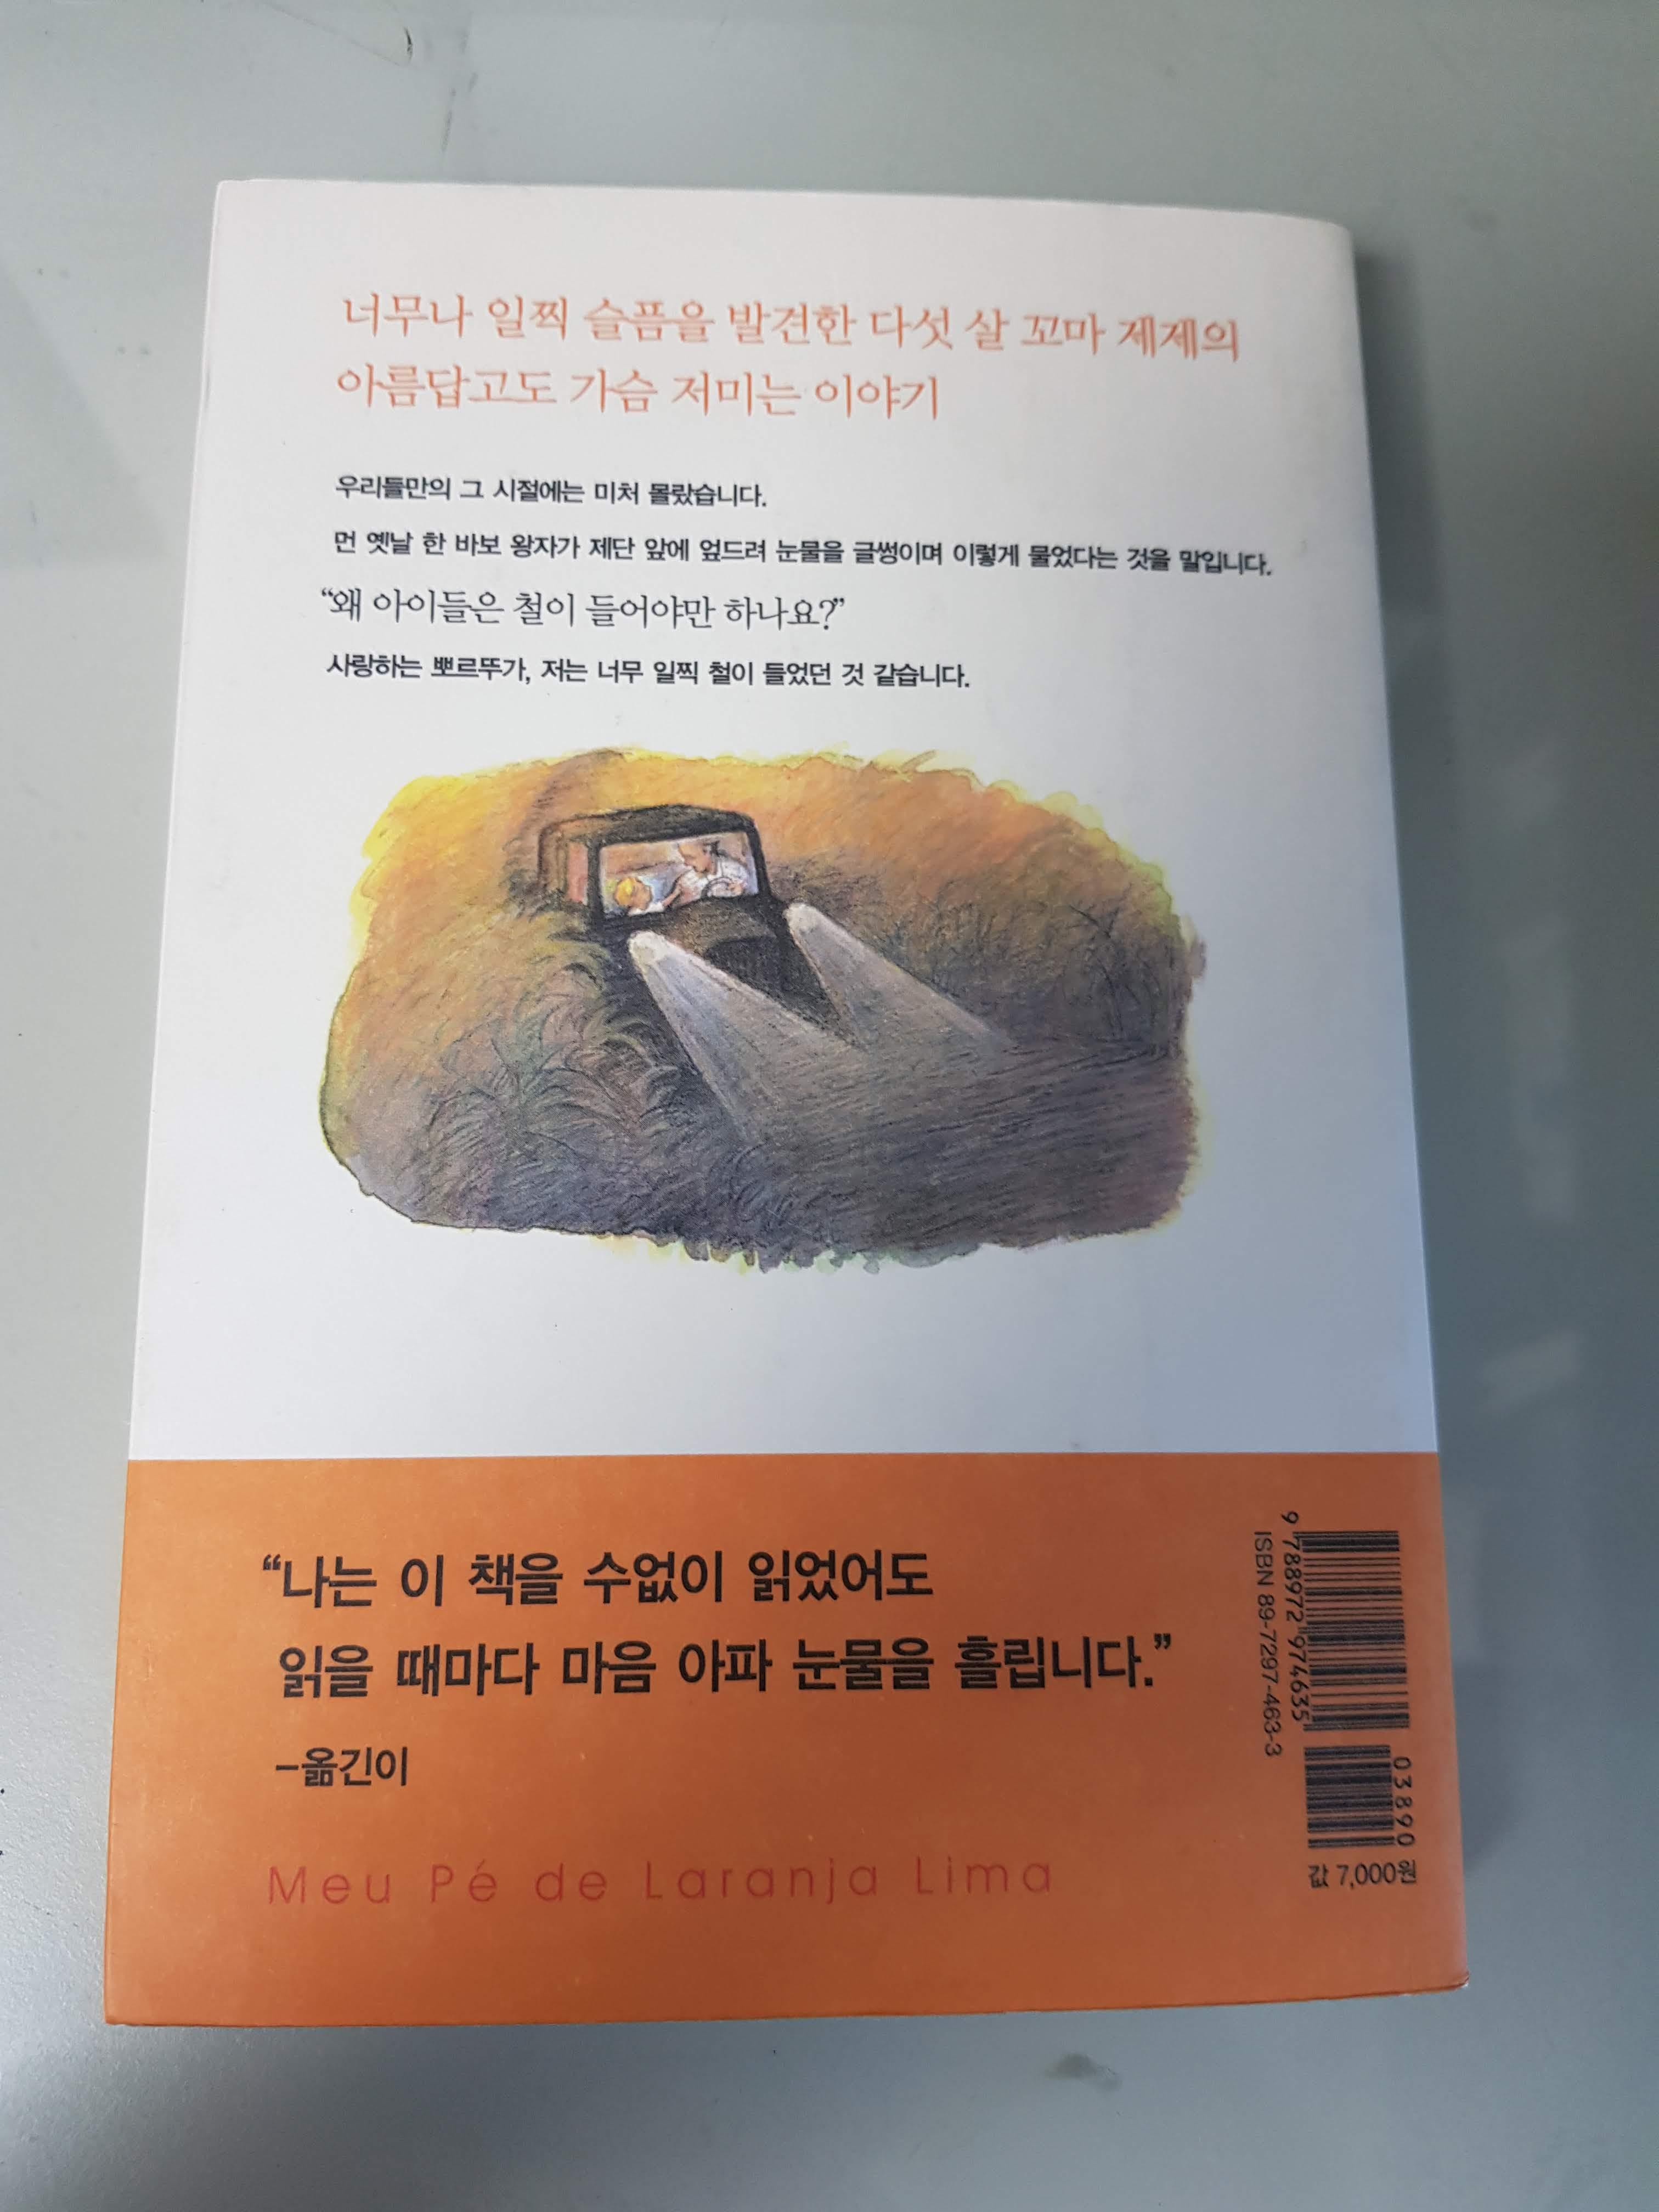 너무나 일찍 슬픔을 발견한 다섯 살 꼬마 제제의
아름답고도 가슴 저미는 이야기
우리들만의 그 시절에는 미처 몰랐습니다.
먼 옛날 한 바보 왕자가 제단 앞에 엎드려 눈물을 글썽이며 이렇게 물었다는 것을 말입니다.
“왜 아이들은 철이 들어야만 하나요?”
사랑하는 뽀르뚜가, 저는 너무 일찍 철이 들었던 것 같습니다.
“나는 이 책을 수없이 읽었어도
읽을 때마다 마음 아파 눈물을 흘립니다.”
–옮긴이
Meu Pé de Laranja Lima
9 788972 974635
ISBN 89-7297-463-3
03890
값 7,000원